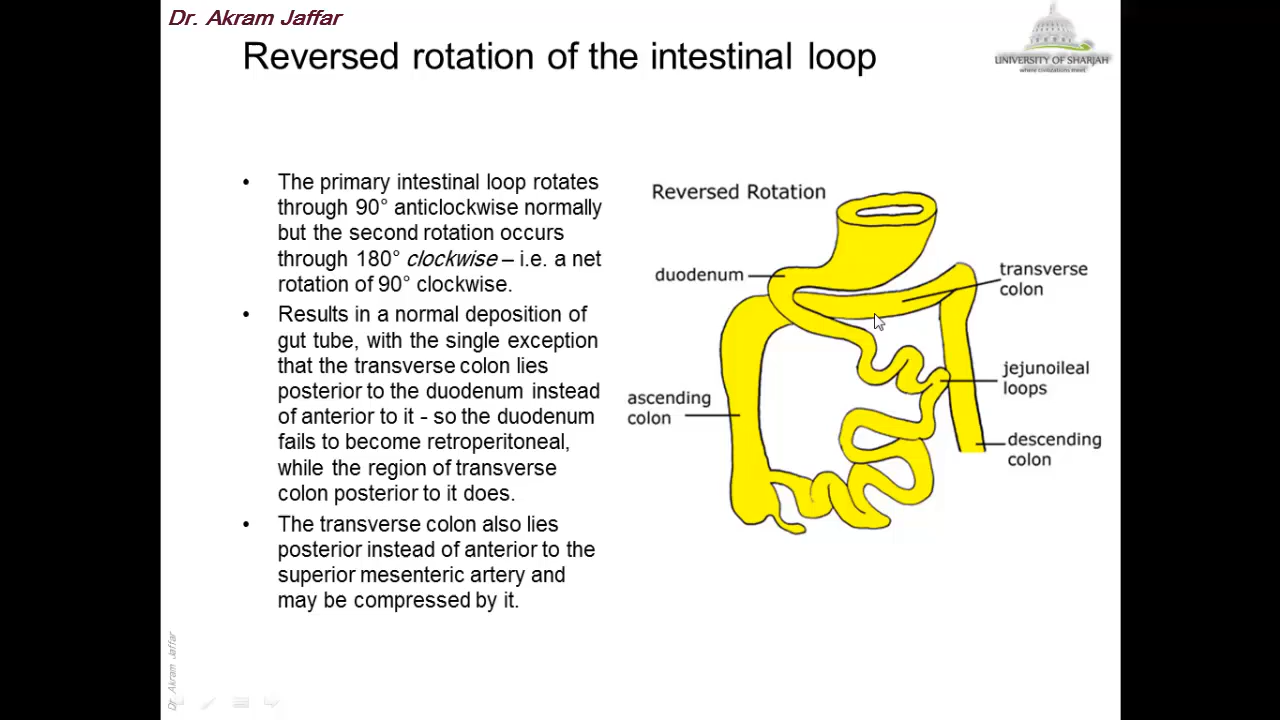 Dr. Akram Jaffar
Reversed rotation of the intestinal loop
UNIVERSITY OF SHARJAH
where civilizations meet
• The primary intestinal loop rotates
through 90° anticlockwise normally
but the second rotation occurs
through 180° clockwise – i.e. a net
rotation of 90° clockwise.
• Results in a normal deposition of
gut tube, with the single exception
that the transverse colon lies
posterior to the duodenum instead
of anterior to it - so the duodenum
fails to become retroperitoneal,
while the region of transverse
colon posterior to it does.
• The transverse colon also lies
posterior instead of anterior to the
superior mesenteric artery and
may be compressed by it.
Reversed Rotation
duodenum
transverse
colon
jejunoileal
loops
ascending
colon
descending
colon
Dr. Akram Jaffar